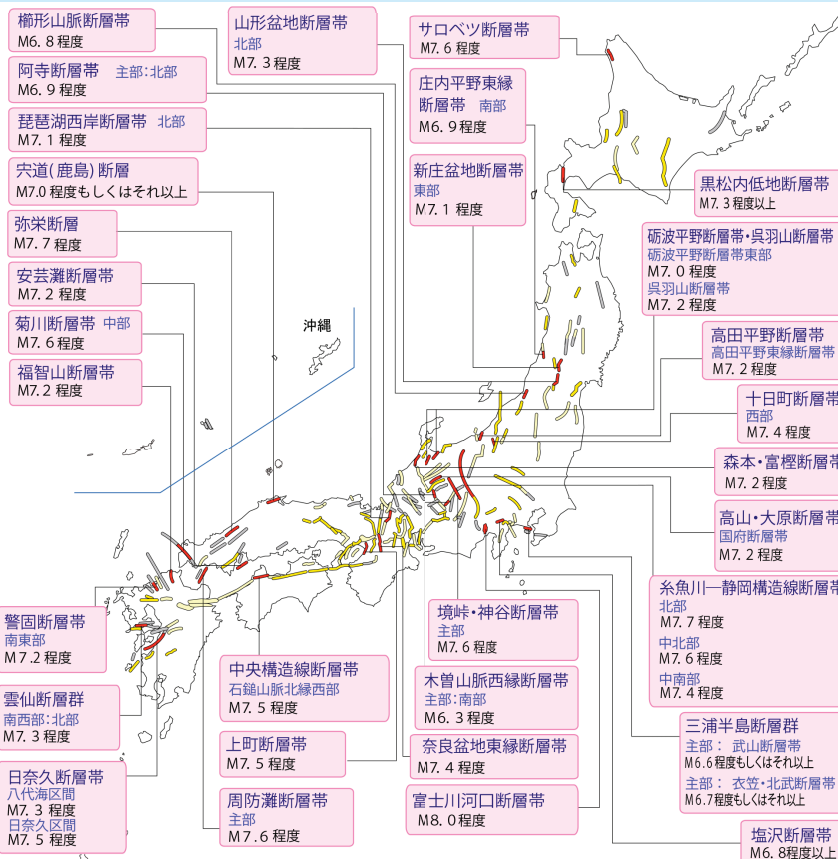 櫛形山脈断層帯
M6. 8 程度
阿寺断層帯　主部：北部
M6. 9 程度
琵琶湖西岸断層帯　北部
M7. 1 程度
宍道(鹿島)断層
M7.0 程度もしくはそれ以上
弥栄断層
M7. 7 程度
安芸灘断層帯
M7. 2 程度
菊川断層帯 中部
M7. 6 程度
福智山断層帯
M7. 2 程度
山形盆地断層帯
北部
M7. 3 程度
サロベツ断層帯
M7. 6 程度
庄内平野東縁
断層帯　南部
M6. 9 程度
新庄盆地断層帯
東部
M7. 1 程度
黒松内低地断層帯
M7. 3 程度以上
砺波平野断層帯・呉羽山断層帯
砺波平野断層帯東部
M7. 0 程度
呉羽山断層帯
M7. 2 程度
高田平野断層帯
高田平野東縁断層帯
M7. 2 程度
十日町断層帯
西部
M7. 4 程度
森本・富樫断層帯
M7. 2 程度
高山・大原断層帯
国府断層帯
M7. 2 程度
糸魚川―静岡構造線断層帯
北部
M7. 7 程度
中北部
M7. 6 程度
中南部
M7. 4 程度
三浦半島断層群
主部： 武山断層帯
M6.6程度もしくはそれ以上
主部： 衣笠・北武断層帯
M6.7程度もしくはそれ以上
塩沢断層帯
M6. 8程度以上
沖縄
警固断層帯
南東部
M7.2 程度
雲仙断層群
南西部：北部
M7. 3 程度
日奈久断層帯
八代海区間
M7. 3 程度
日奈久区間
M7. 5 程度
中央構造線断層帯
石鎚山脈北縁西部
M7. 5 程度
上町断層帯
M7. 5 程度
周防灘断層帯
主部
M7. 6 程度
境峠・神谷断層帯
主部
M7. 6 程度
木曽山脈西縁断層帯
主部：南部
M6. 3 程度
奈良盆地東縁断層帯
M7. 4 程度
富士川河口断層帯
M8. 0 程度